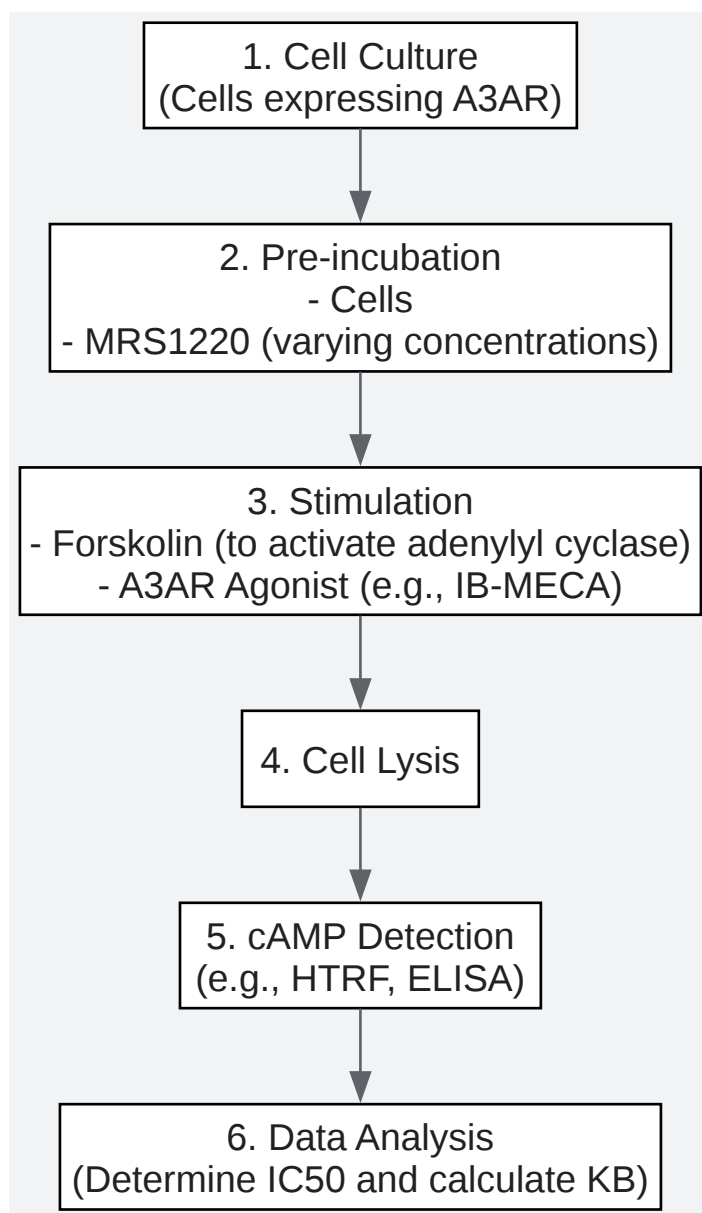 1. Cell Culture
(Cells expressing A3AR)
2. Pre-incubation
- Cells
- MRS1220 (varying concentrations)
3. Stimulation
- Forskolin (to activate adenylyl cyclase)
- A3AR Agonist (e.g., IB-MECA)
4. Cell Lysis
5. cAMP Detection
(e.g., HTRF, ELISA)
6. Data Analysis
(Determine IC50 and calculate KB)